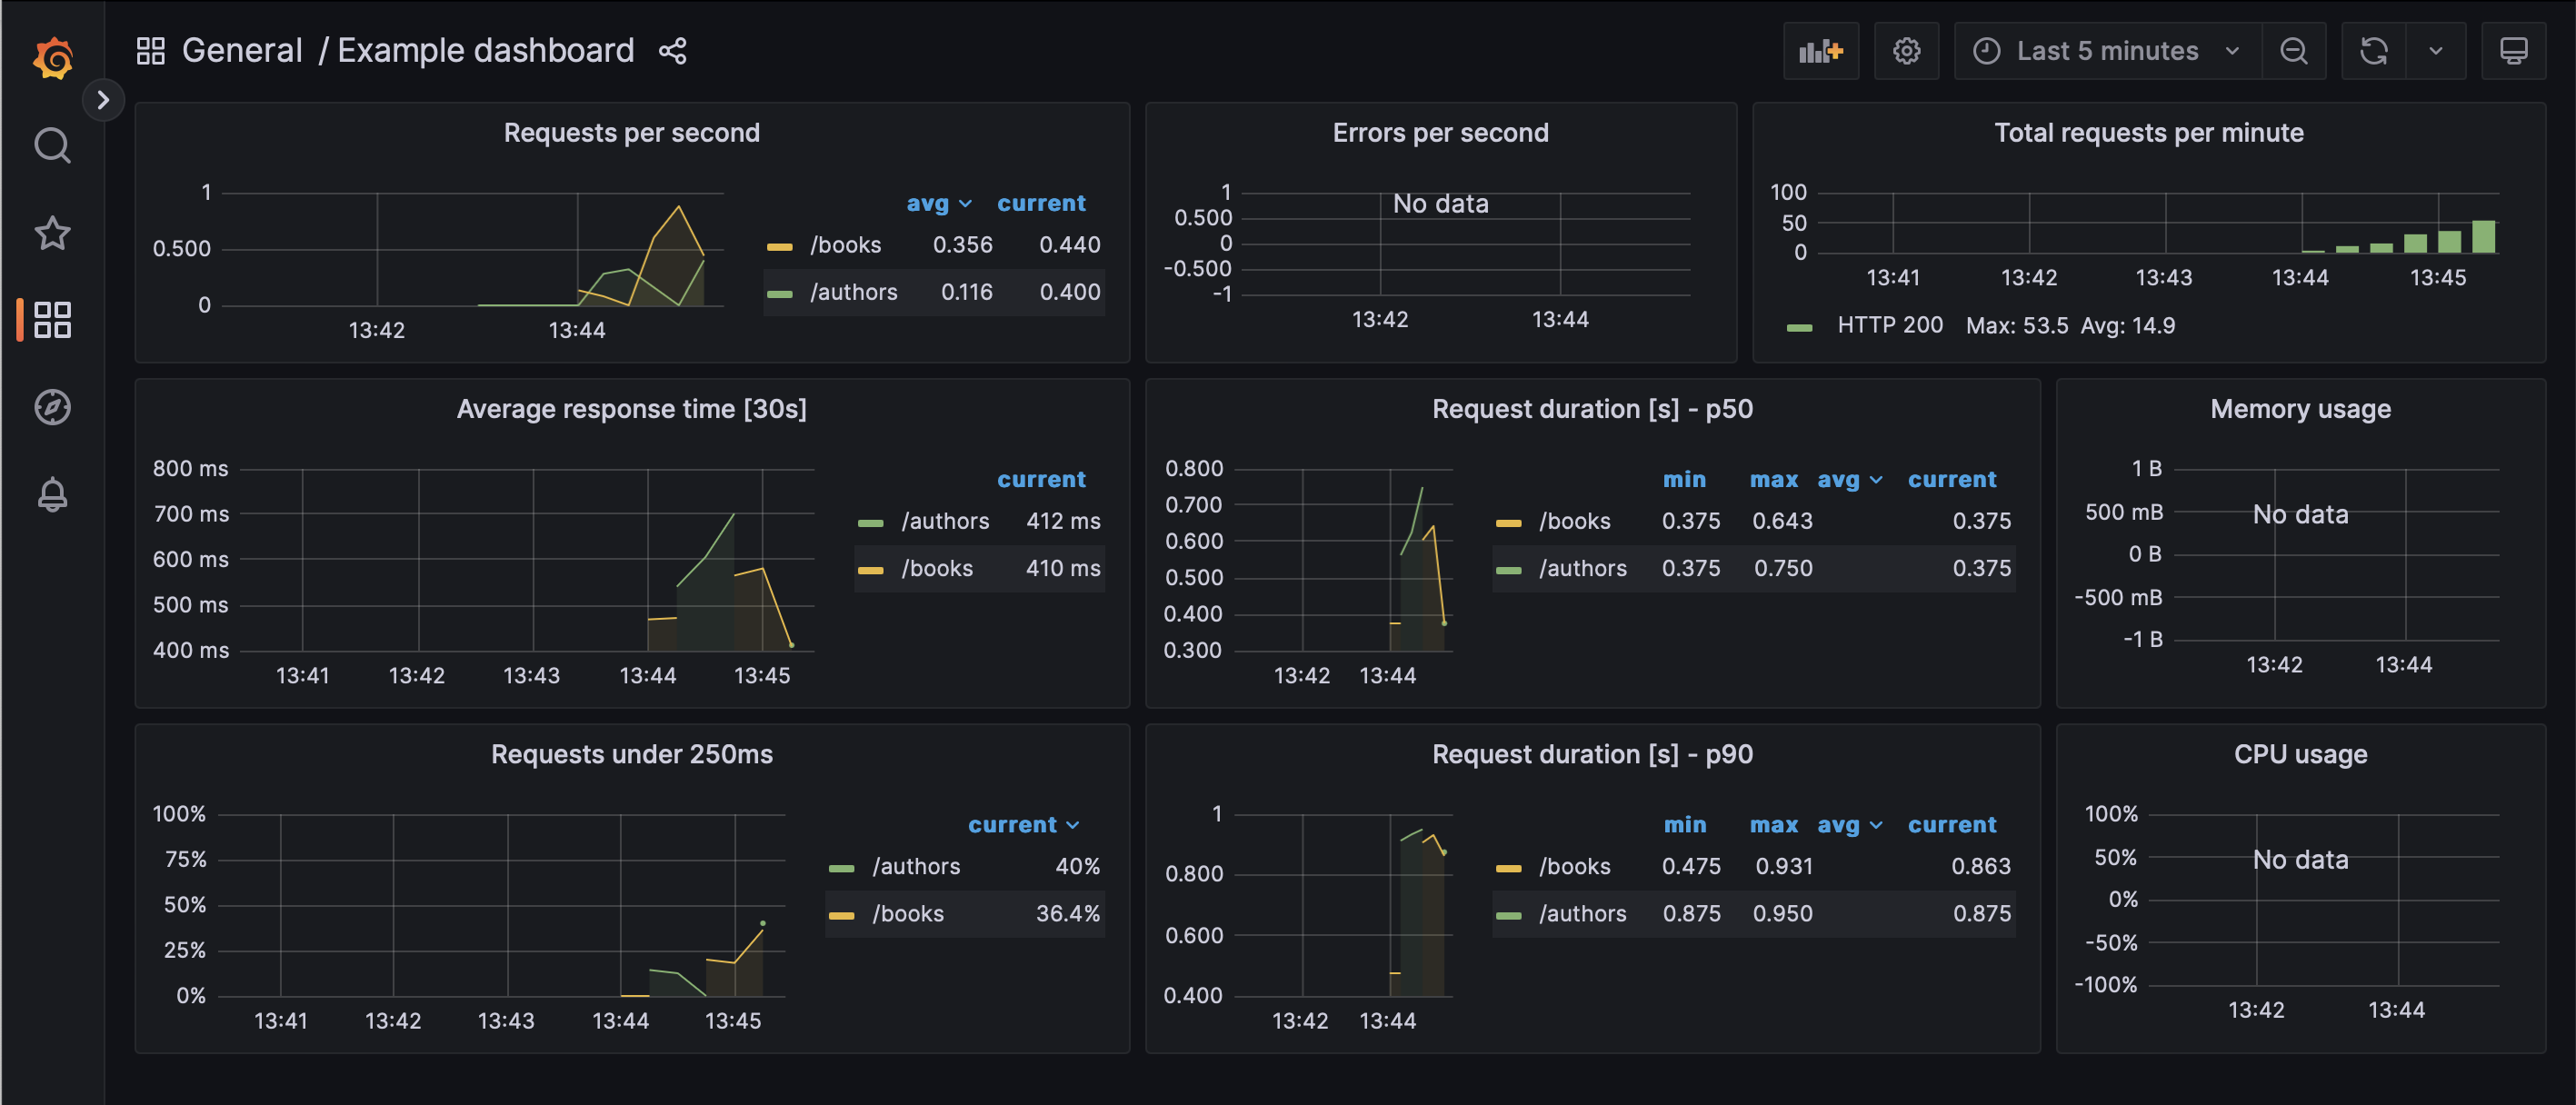 General / Example dashboard
Last 5 minutes
Requests per second
1
0.500
0
13:42 13:44
avg current
/books 0.356 0.440
/authors 0.116 0.400
Errors per second
1
0.500
0
-0.500
-1
No data
13:42 13:44
Total requests per minute
100
50
0
13:41 13:42 13:43 13:44 13:45
HTTP 200 Max: 53.5 Avg: 14.9
Average response time [30s]
800 ms
700 ms
600 ms
500 ms
400 ms
13:41 13:42 13:43 13:44 13:45
current
/authors 412 ms
/books 410 ms
Request duration [s] - p50
0.800
0.700
0.600
0.500
0.400
0.300
13:42 13:44
min max avg current
/books 0.375 0.643 0.375
/authors 0.375 0.750 0.375
Memory usage
1 B
500 mB
0 B
-500 mB
-1 B
No data
13:42 13:44
Requests under 250ms
100%
75%
50%
25%
0%
13:41 13:42 13:43 13:44 13:45
current
/authors 40%
/books 36.4%
Request duration [s] - p90
1
0.800
0.600
0.400
13:42 13:44
min max avg current
/books 0.475 0.931 0.863
/authors 0.875 0.950 0.875
CPU usage
100%
50%
0%
-50%
-100%
No data
13:42 13:44